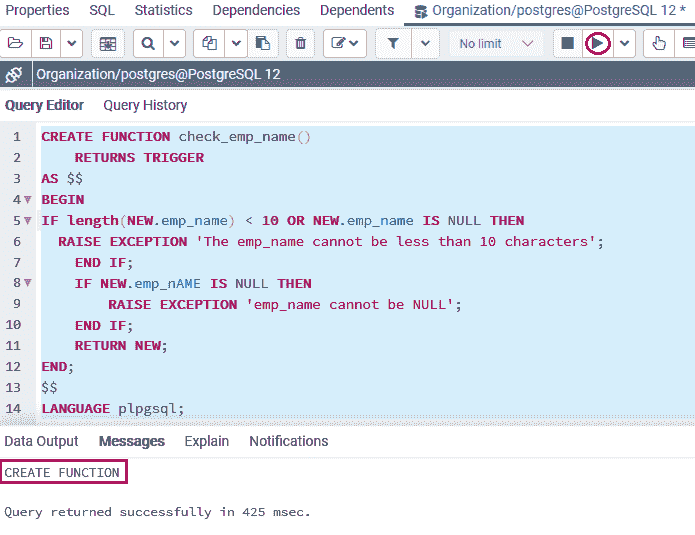 Properties SQL Statistics Dependencies Dependents Organization/postgres@PostgreSQL 12 *
No limit
Organization/postgres@PostgreSQL 12
Query Editor Query History
1 CREATE FUNCTION check_emp_name()
2 RETURNS TRIGGER
3 AS $$
4 BEGIN
5 IF length(NEW.emp_name) < 10 OR NEW.emp_name IS NULL THEN
6 RAISE EXCEPTION 'The emp_name cannot be less than 10 characters';
7 END IF;
8 IF NEW.emp_nAME IS NULL THEN
9 RAISE EXCEPTION 'emp_name cannot be NULL';
10 END IF;
11 RETURN NEW;
12 END;
13 $$
14 LANGUAGE plpgsql;
Data Output Messages Explain Notifications
CREATE FUNCTION
Query returned successfully in 425 msec.